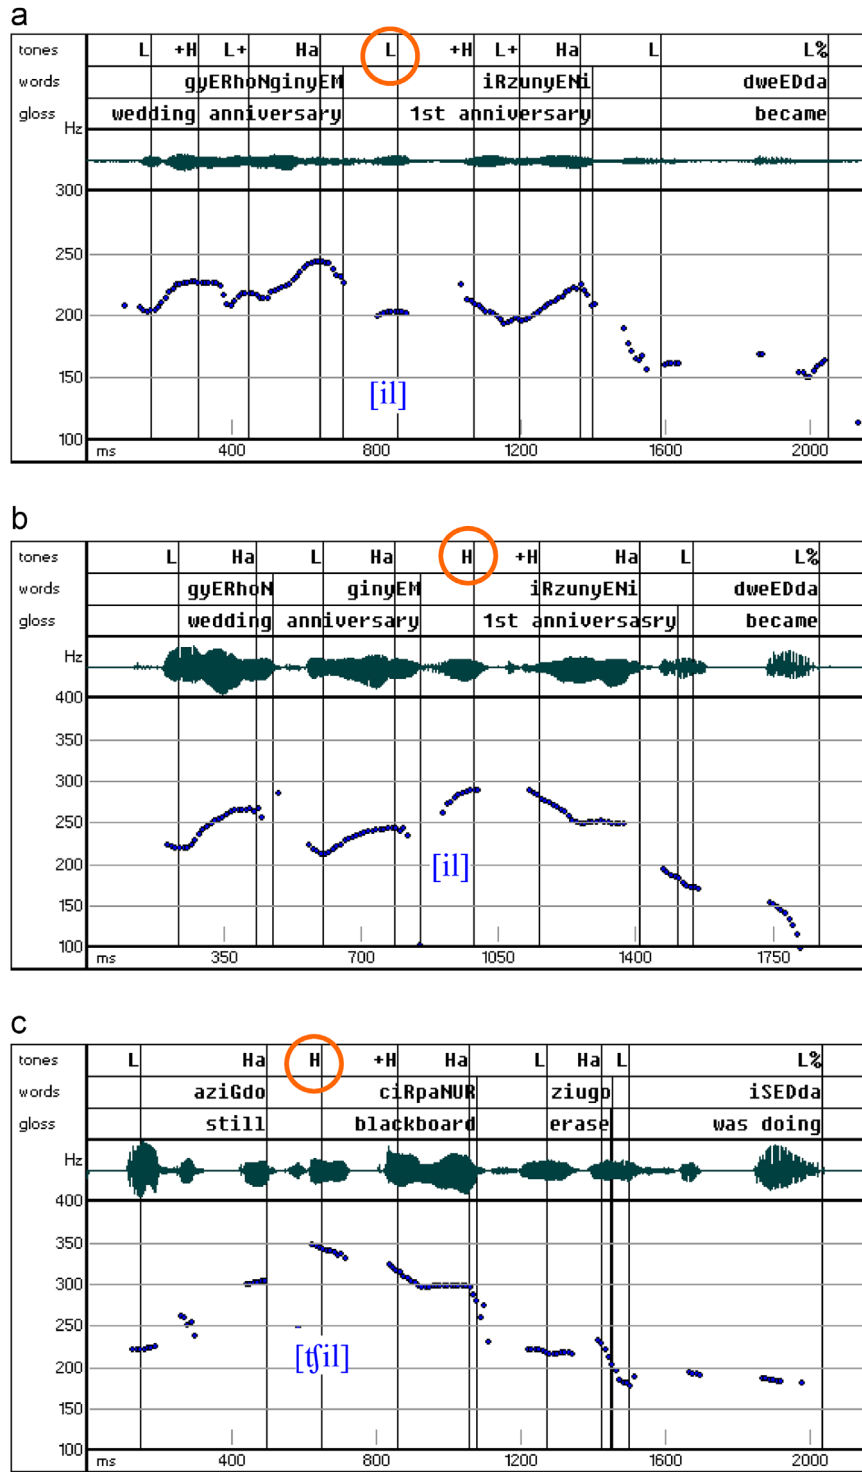 a
tones L +H L+ Ha L +H L+ Ha L L%
words gyERhoNginyEM iRzunyENi dweEDda
gloss wedding anniversary 1st anniversary became
Hz
300
250
200
150
[il]
100
ms 400 800 1200 1600 2000
b
tones L Ha L Ha H +H Ha L L%
words gyERhoN ginyEM iRzunyENi dweEDda
gloss wedding anniversary 1st anniversasry became
Hz
400
350
300
250
200
[il]
150
100
ms 350 700 1050 1400 1750
c
tones L Ha H +H Ha L Ha L L%
words aziGdo ciRpaNUR ziugo iSEDda
gloss still blackboard erase was doing
Hz
400
350
300
250
[tʃil]
200
150
100
ms 400 800 1200 1600 2000